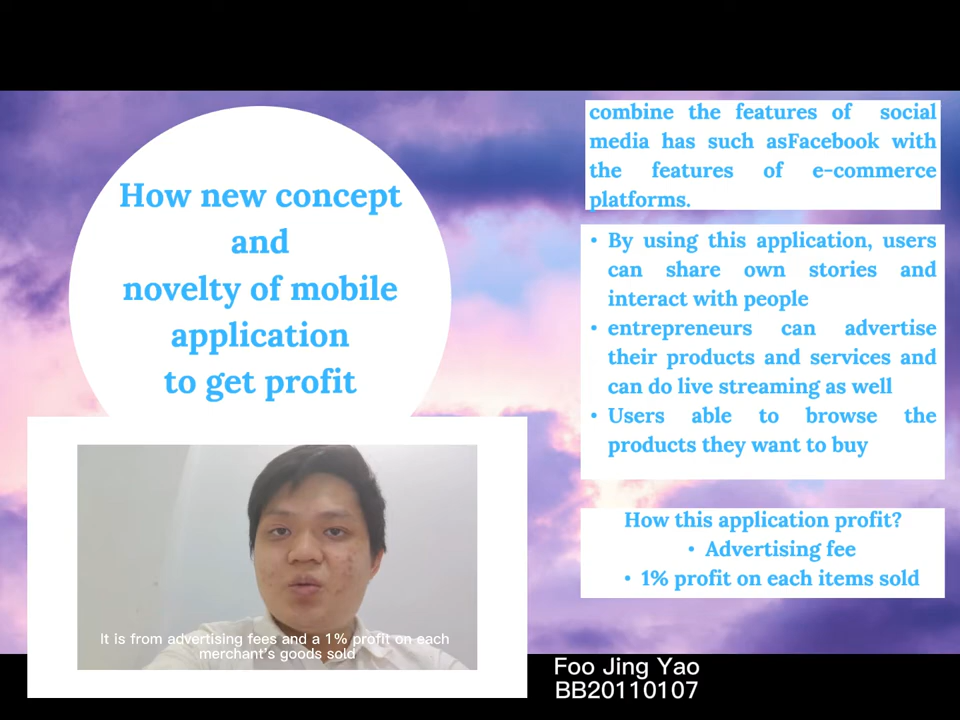 How new concept
and
novelty of mobile
application
to get profit
combine the features of social
media has such asFacebook with
the features of e-commerce
platforms.
• By using this application, users
can share own stories and
interact with people
• entrepreneurs can advertise
their products and services and
can do live streaming as well
• Users able to browse the
products they want to buy
How this application profit?
• Advertising fee
• 1% profit on each items sold
It is from advertising fees and a 1% profit on each
merchant's goods sold
Foo Jing Yao
BB20110107